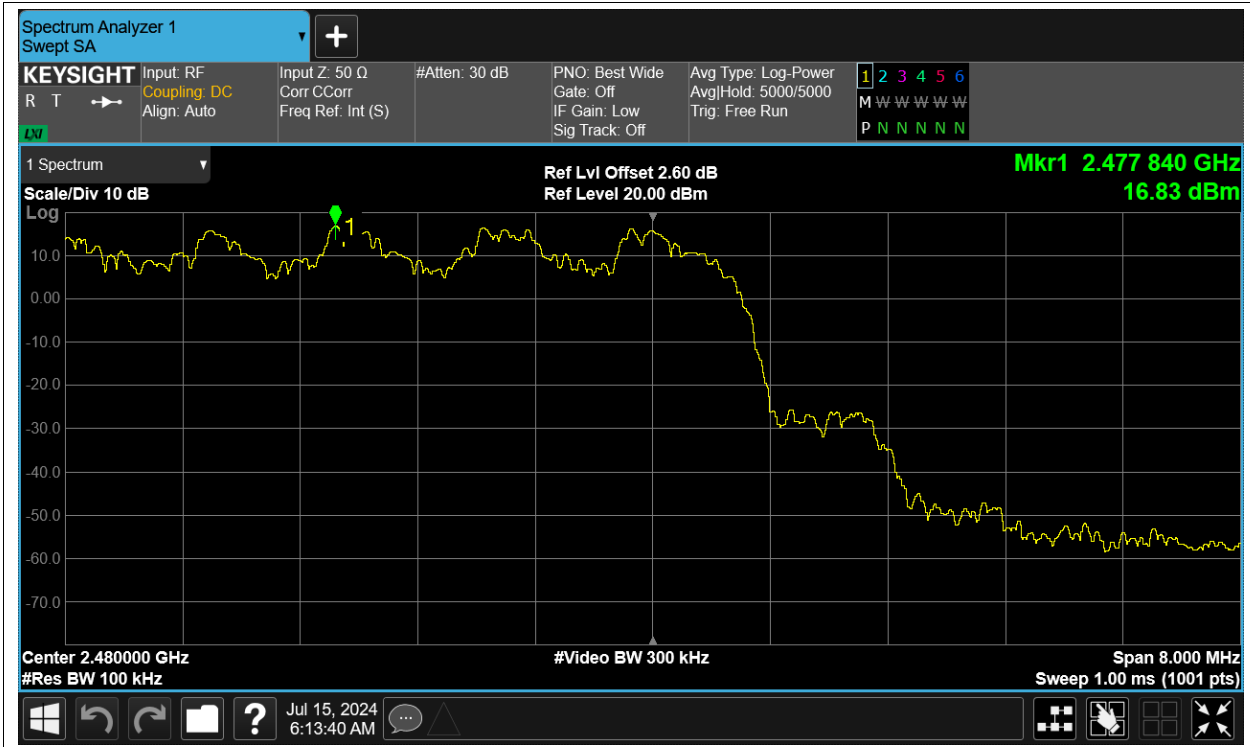 Spectrum Analyzer 1
Swept SA
+
KEYSIGHT Input: RF Input Z: 50 Ω #Atten: 30 dB PNO: Best Wide Avg Type: Log-Power 1 2 3 4 5 6
R T Coupling: DC Corr CCorr Gate: Off Avg|Hold: 5000/5000 M W W W W W
Align: Auto Freq Ref: Int (S) IF Gain: Low Trig: Free Run P N N N N N
LXI Sig Track: Off
1 Spectrum Ref Lvl Offset 2.60 dB Mkr1 2.477 840 GHz
Scale/Div 10 dB Ref Level 20.00 dBm 16.83 dBm
Log
1
10.0
0.00
-10.0
-20.0
-30.0
-40.0
-50.0
-60.0
-70.0
Center 2.480000 GHz #Video BW 300 kHz Span 8.000 MHz
#Res BW 100 kHz Sweep 1.00 ms (1001 pts)
? Jul 15, 2024
6:13:40 AM